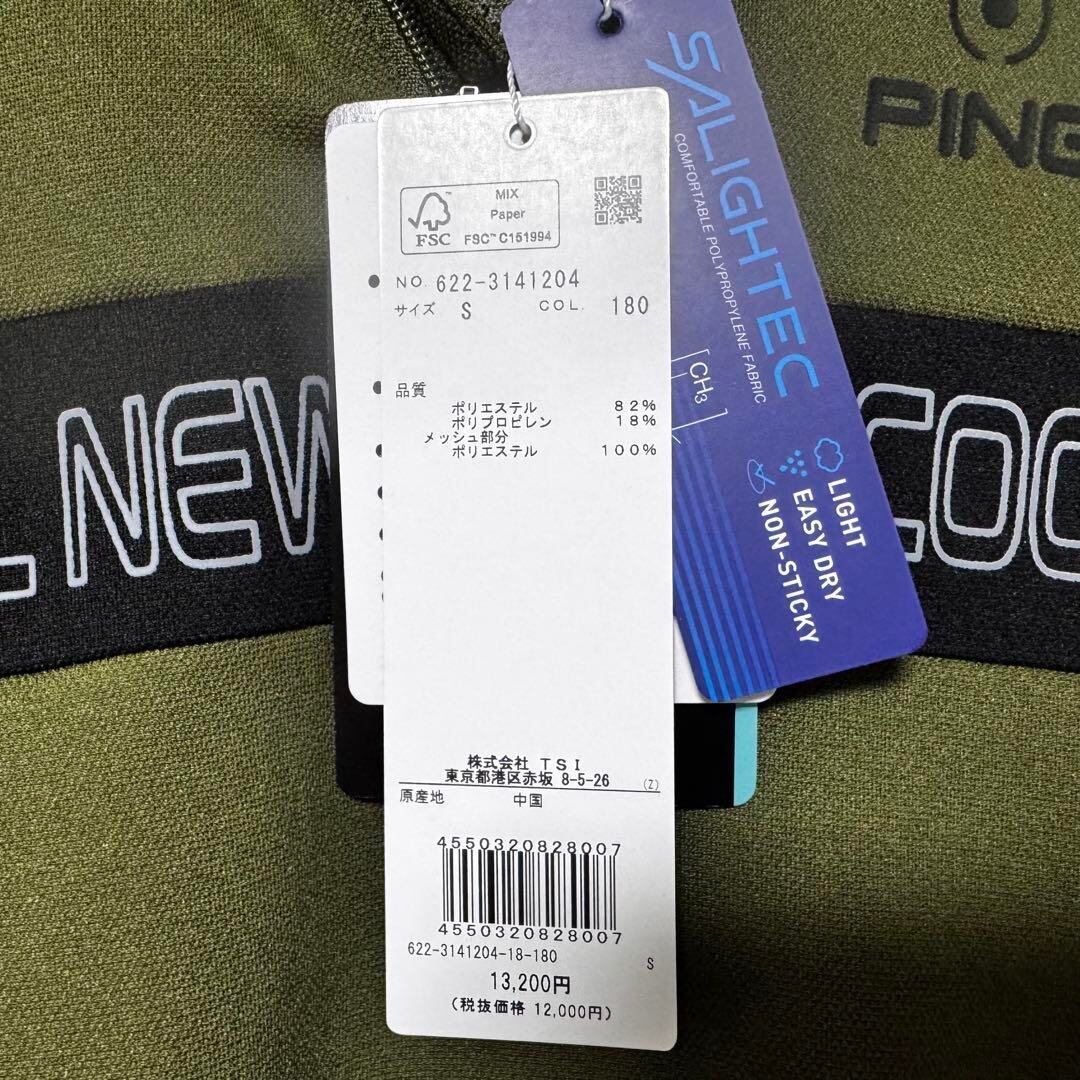 MIX
Paper
FSC™
FSC™ C151994
NO. 622-3141204
サイズ S COL. 180
品質
ポリエステル 82%
ポリプロピレン 18%
メッシュ部分
ポリエステル 100%
株式会社 TSI
東京都港区赤坂 8-5-26 (Z)
原産地 中国
4550320828007
4550320828007
622-3141204-18-180 S
13,200円
(税抜価格 12,000円)
SALIGHTEC
COMFORTABLE POLYPROPYLENE FABRIC
[CH3]
LIGHT
EASY DRY
NON-STICKY
PING
L NEW COO